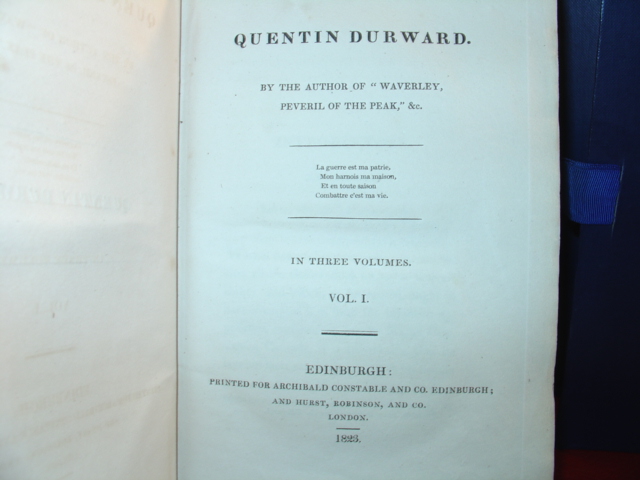 QUENTIN DURWARD.
BY THE AUTHOR OF "WAVERLEY,
PEVERIL OF THE PEAK," &c.
La guerre est ma patrie,
Mon harnois ma maison,
Et en toute saison
Combattre c'est ma vie.
IN THREE VOLUMES.
VOL. I.
EDINBURGH:
PRINTED FOR ARCHIBALD CONSTABLE AND CO. EDINBURGH;
AND HURST, ROBINSON, AND CO.
LONDON.
1823.